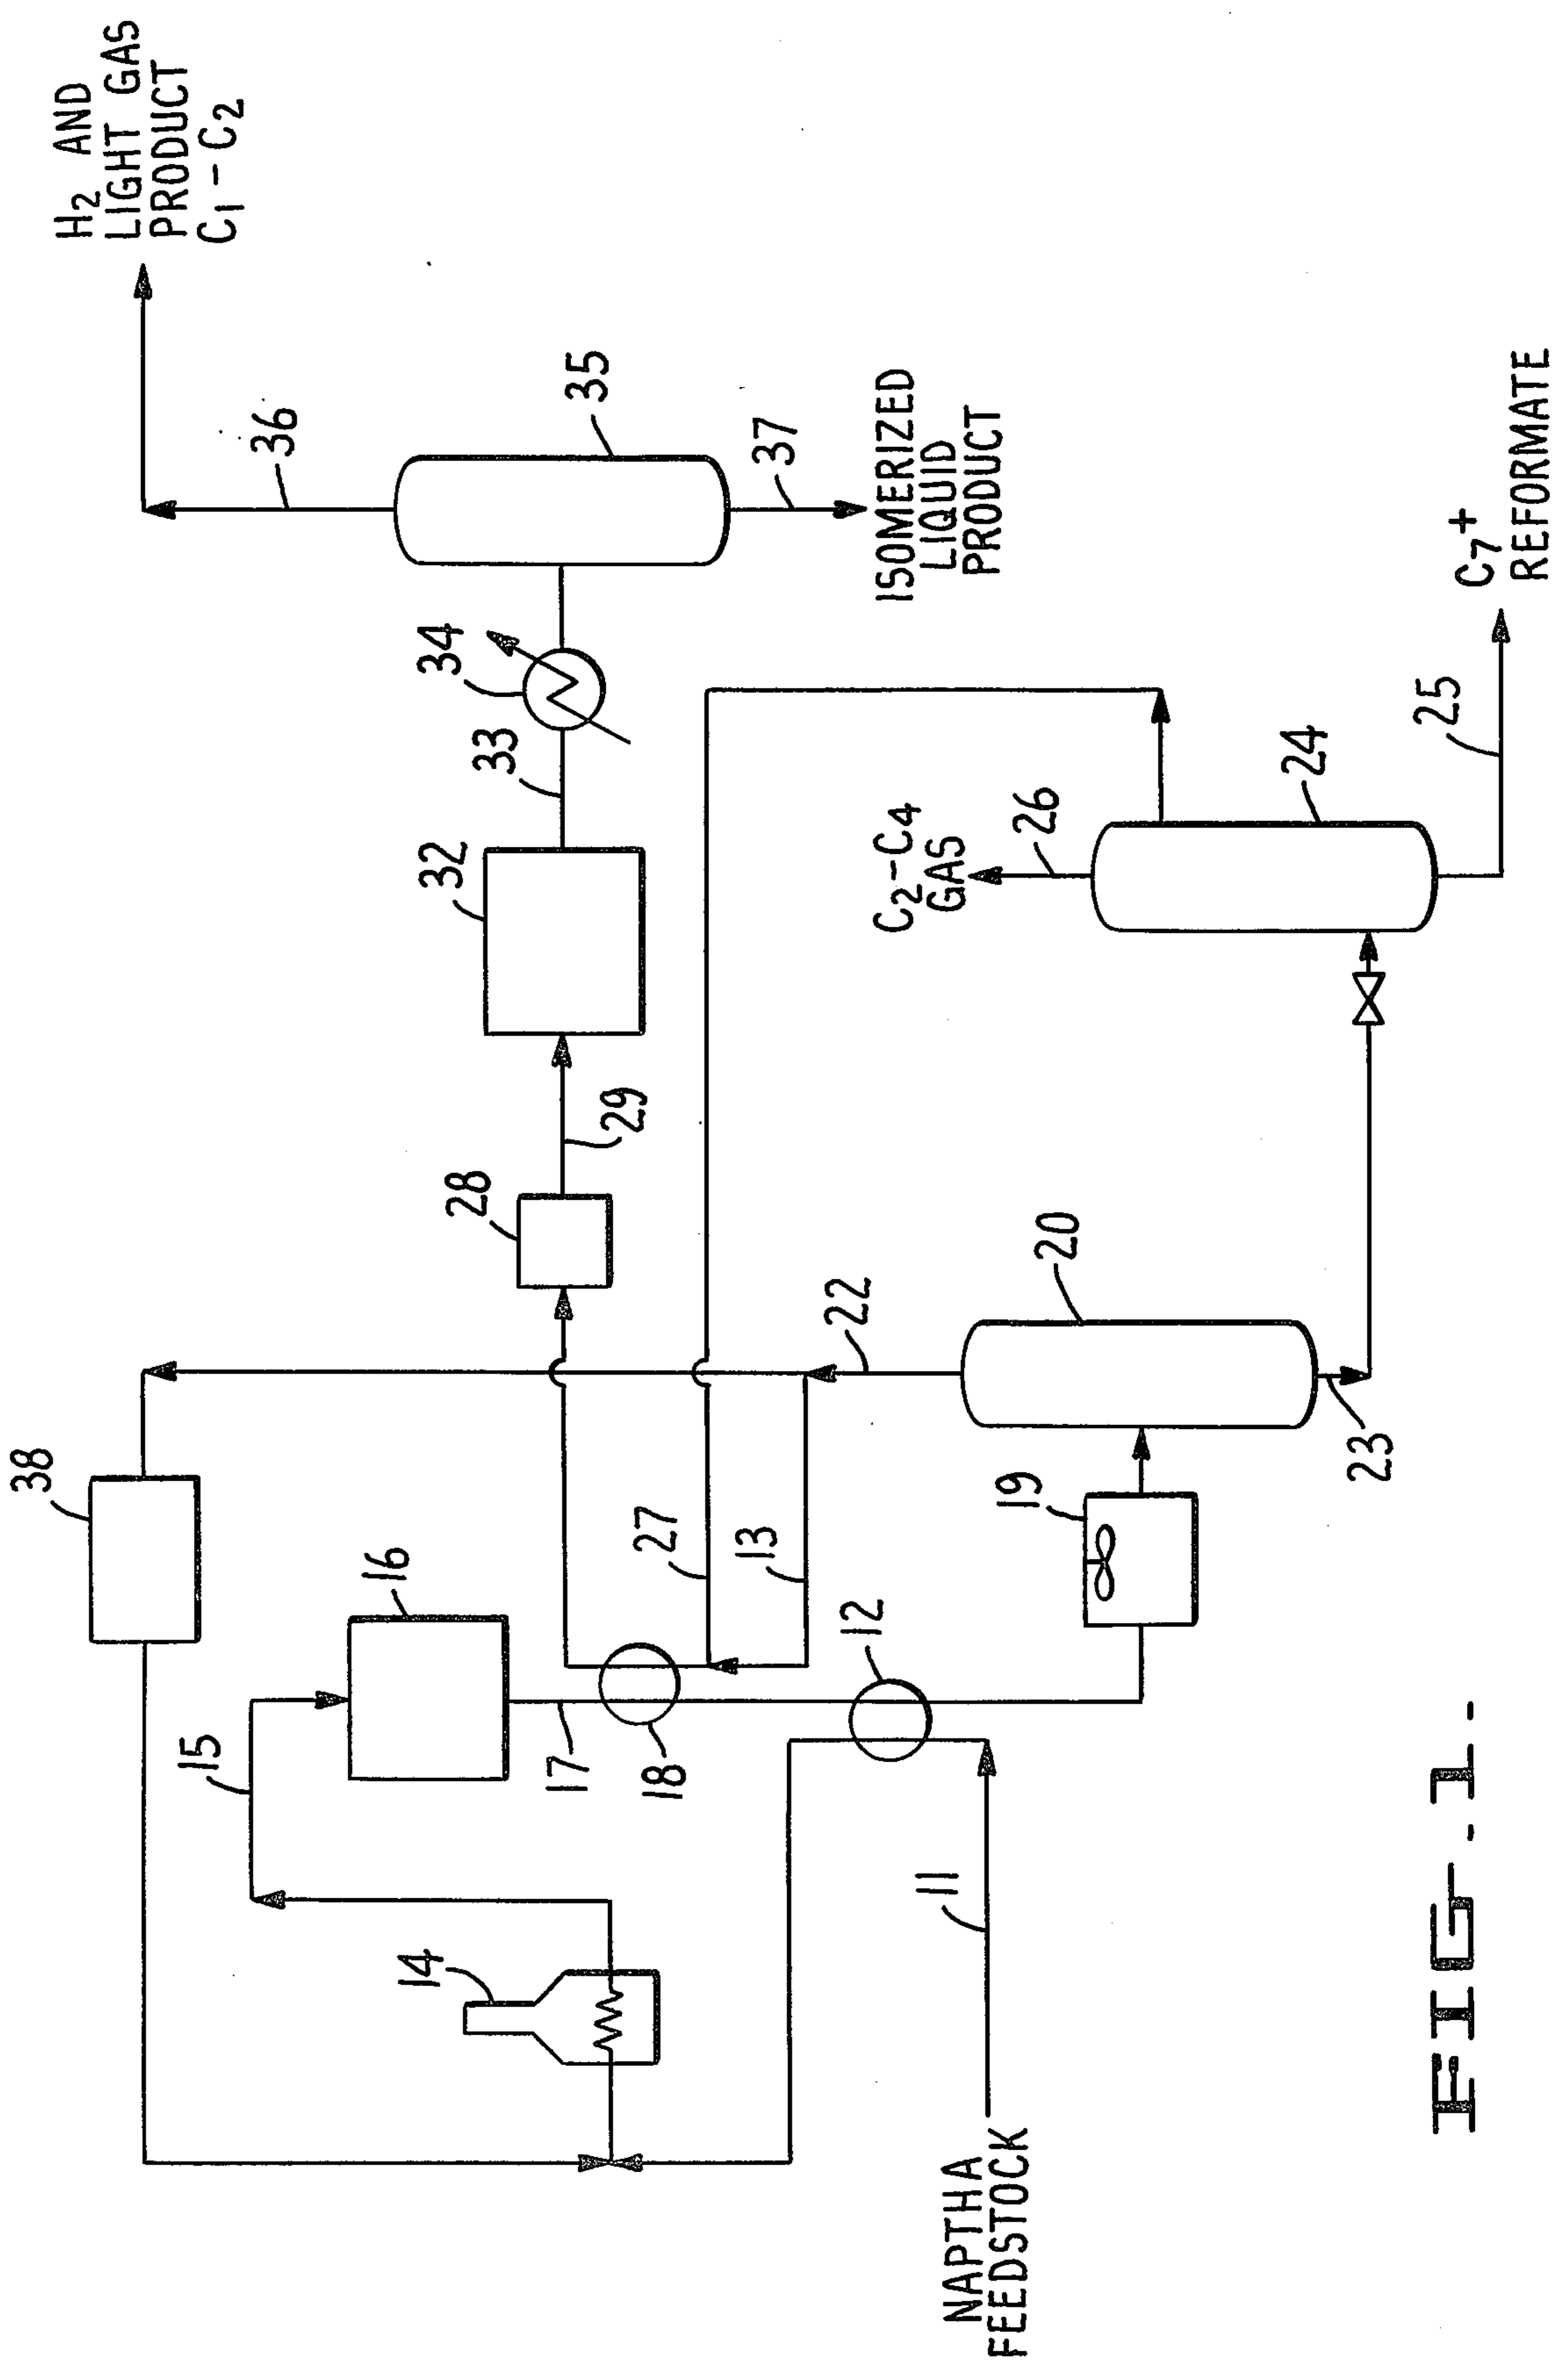 H2 AND
LIGHT GAS
PRODUCT
C1-C2
38
36
15
16
14
34
35
33
32
28
29
17
18
27
13
12
22
37
ISOMERIZED
LIQUID
PRODUCT
C2-C4
GAS
26
11
NAPTHA
FEEDSTOCK
19
20
24
23
25
C7+
REFORMATE
FIG.1.